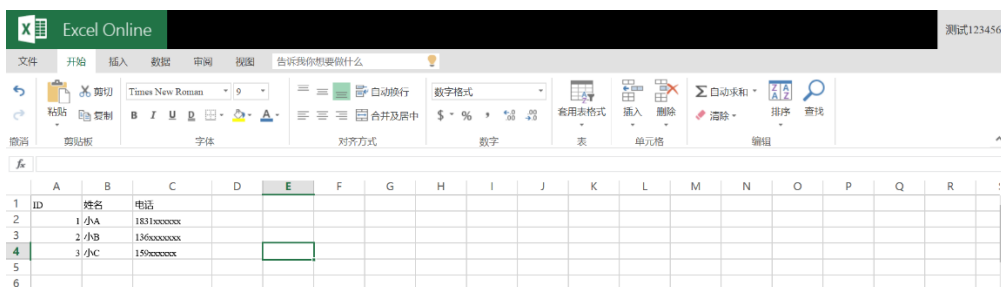 Excel Online
测试123456
文件 开始 插入 数据 审阅 视图 告诉我你想要做什么
剪切 Times New Roman 9 自动换行 数字格式 自动求和
粘贴 复制 B I U D A 合并及居中 $ % , .00 .0 套用表格式 插入 删除 清除 排序 查找
撤消 剪贴板 字体 对齐方式 数字 表 单元格 编辑
fx
A B C D E F G H I J K L M N O P Q R
1 ID 姓名 电话
2 1 小A 1831xxxxxx
3 2 小B 136xxxxxxx
4 3 小C 159xxxxxx
5
6